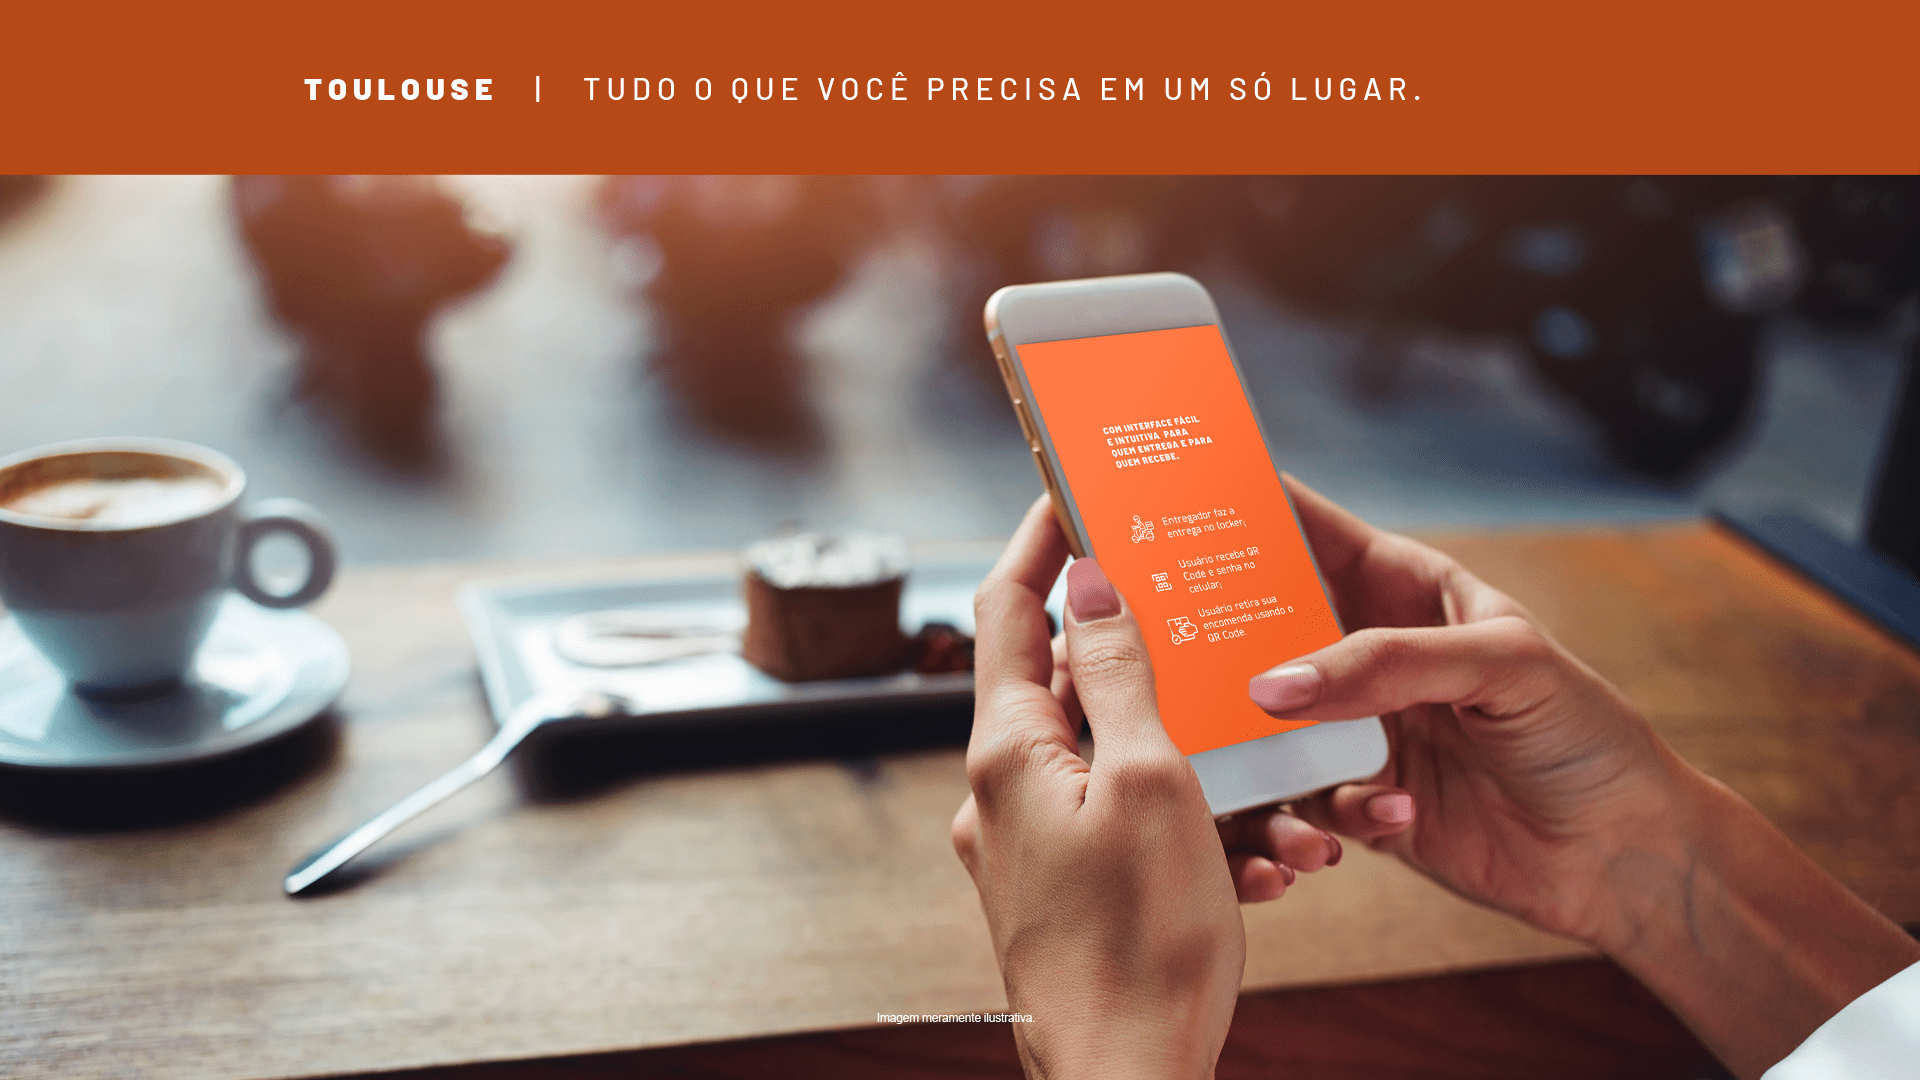 TOULOUSE | TUDO O QUE VOCÊ PRECISA EM UM SÓ LUGAR.
COM INTERFACE FÁCIL
E INTUITIVA PARA
QUEM ENTREGA E PARA
QUEM RECEBE.
Entregador faz a
entrega no locker;
Usuário recebe QR
Code e senha no
celular;
Usuário retira sua
encomenda usando o
QR Code.
Imagem meramente ilustrativa.